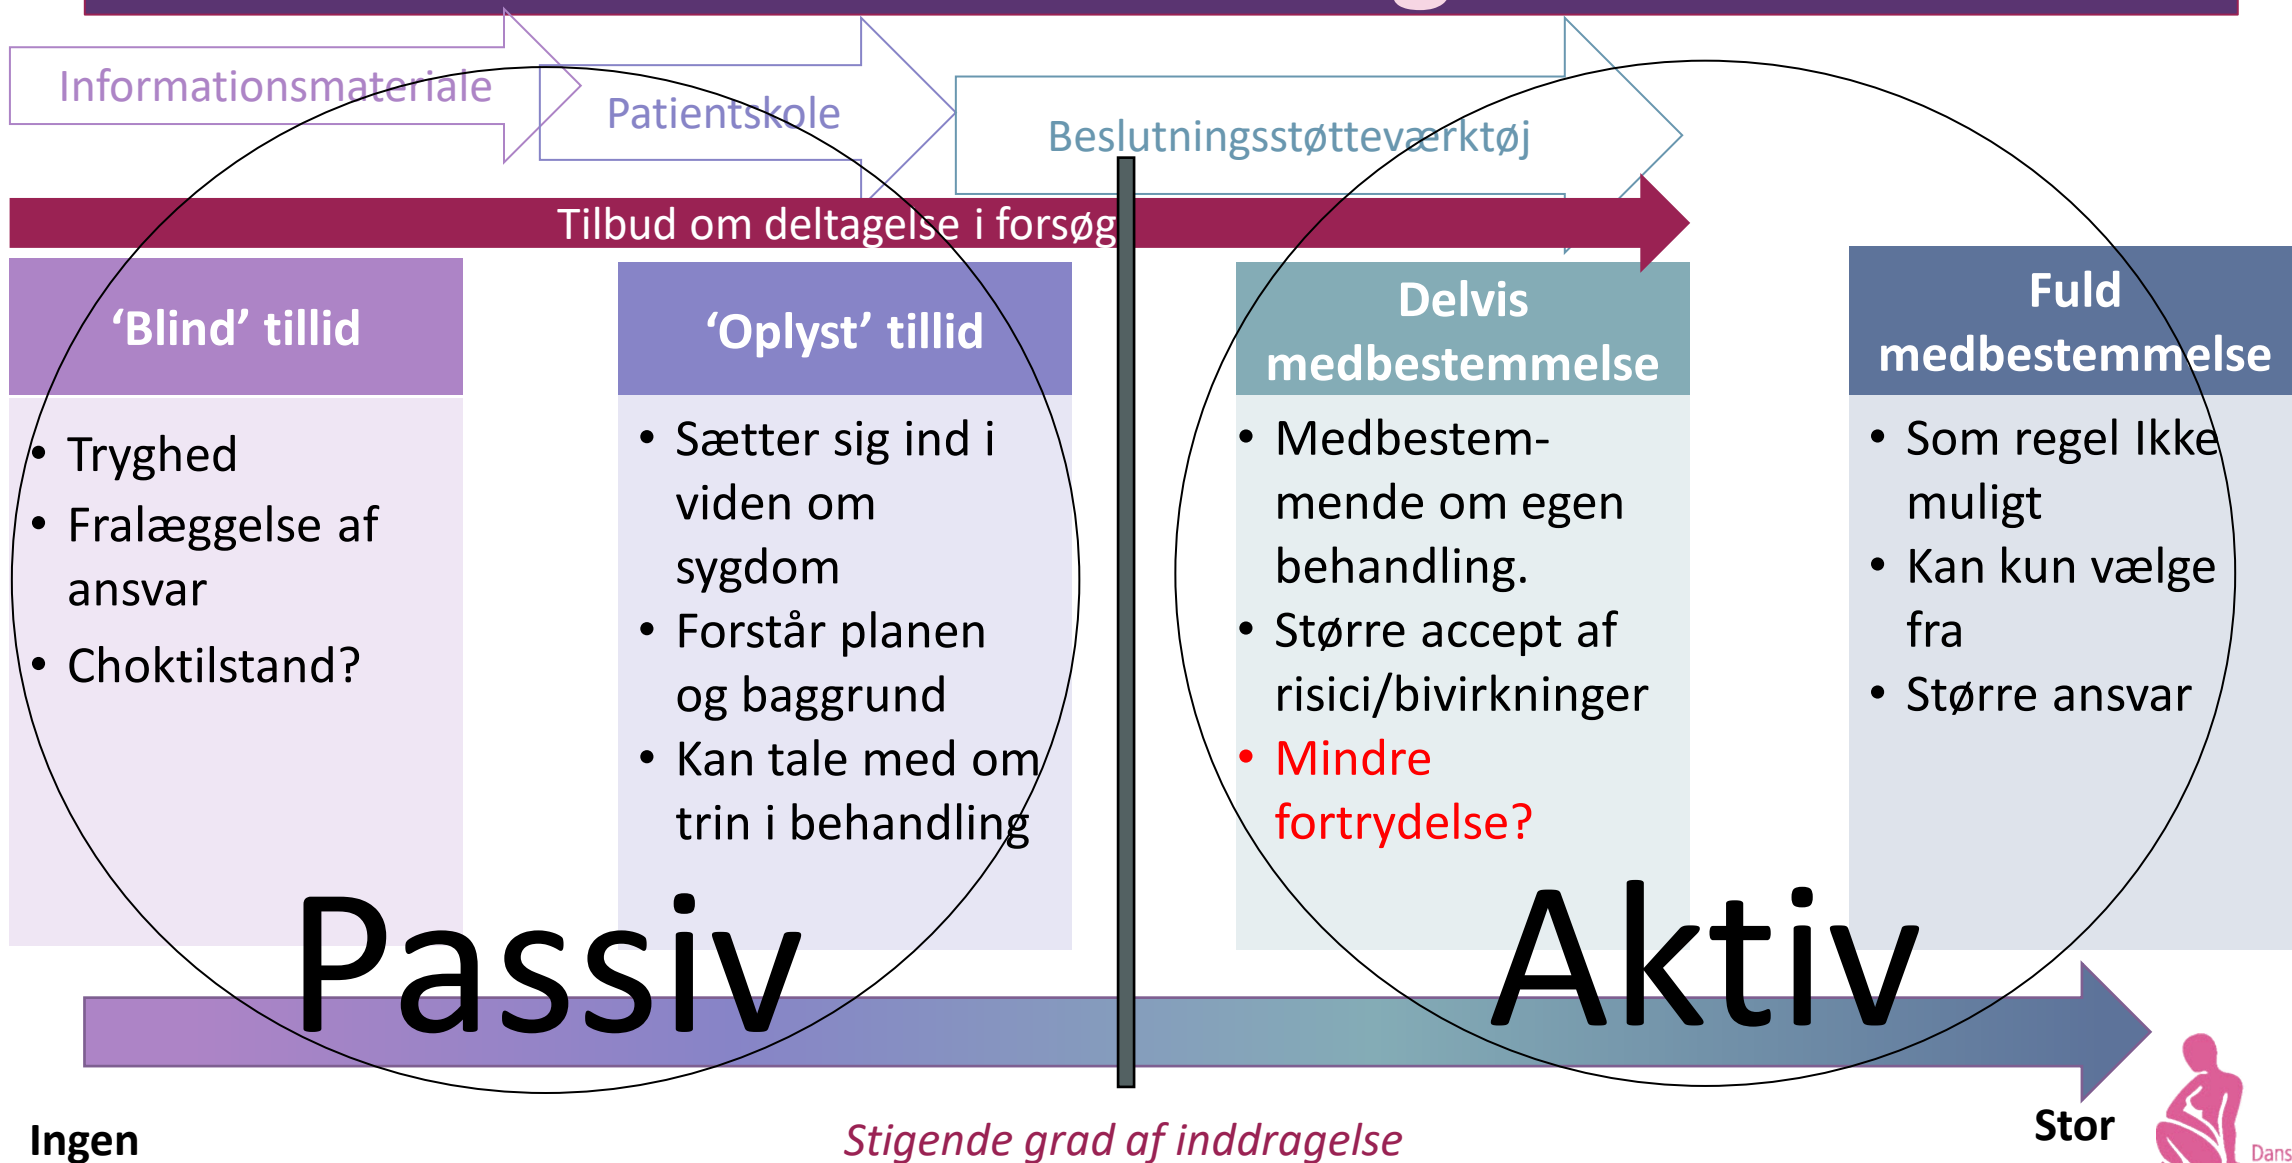 Informationsmateriale
Patientskole
Beslutningsstøtteværktøj
Tilbud om deltagelse i forsøg
‘Blind’ tillid
• Tryghed
• Fralæggelse af
ansvar
• Choktilstand?
‘Oplyst’ tillid
• Sætter sig ind i
viden om
sygdom
• Forstår planen
og baggrund
• Kan tale med om
trin i behandling
Delvis
medbestemmelse
• Medbestem-
mende om egen
behandling.
• Større accept af
risici/bivirkninger
• Mindre
fortrydelse?
Fuld
medbestemmelse
• Som regel Ikke
muligt
• Kan kun vælge
fra
• Større ansvar
Passiv
Aktiv
Ingen
Stigende grad af inddragelse
Stor
Dans